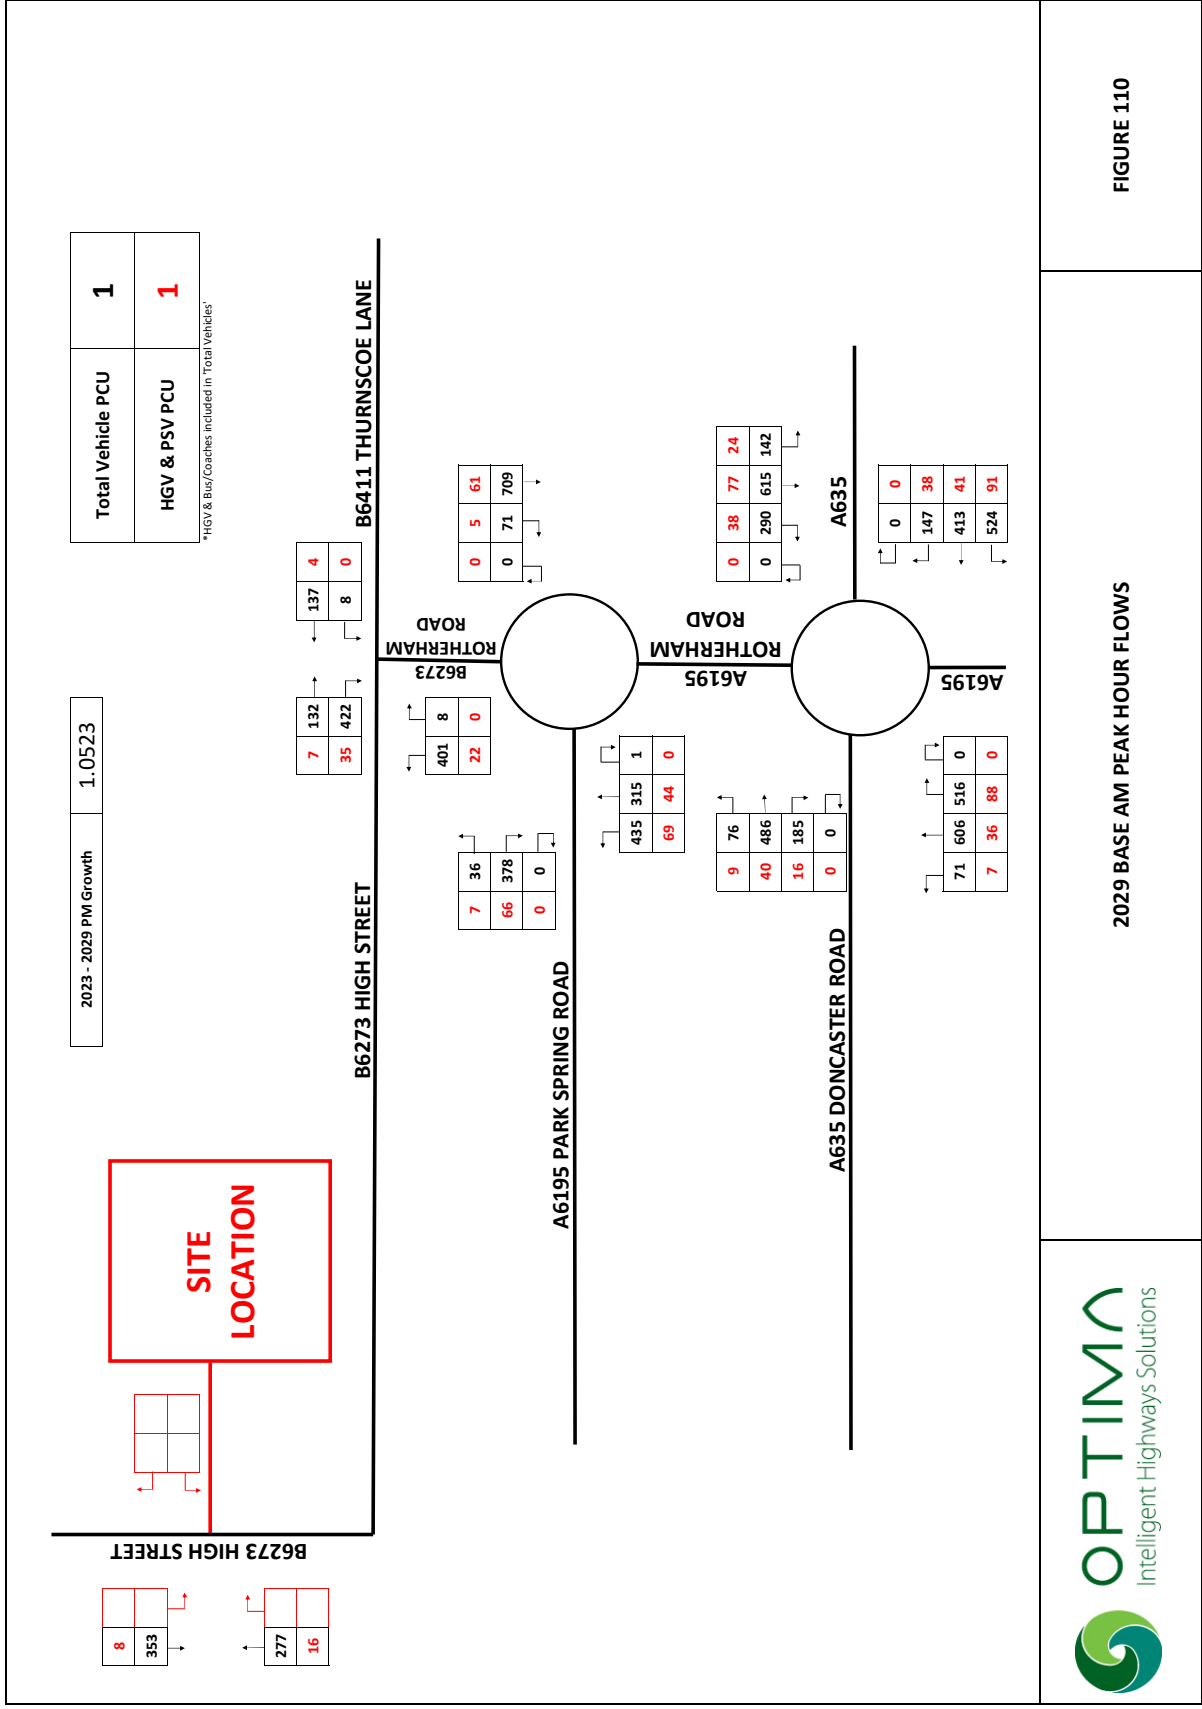 2023 - 2029 PM Growth 1.0523
Total Vehicle PCU 1
HGV & PSV PCU 1
*HGV & Bus/Coaches included in 'Total Vehicles'
8
353
B6273 HIGH STREET
277
16
SITE
LOCATION
7 132
35 422
137 4
8 0
B6273 HIGH STREET
B6411 THURNSCOE LANE
401 8
22 0
B6273
ROTHERHAM
ROAD
7 36
66 378
0 0
0 5 61
0 71 709
A6195 PARK SPRING ROAD
435 315 1
69 44 0
A6195
ROTHERHAM
ROAD
9 76
40 486
16 185
0 0
0 38 77 24
0 290 615 142
A635 DONCASTER ROAD
A635
0 0
147 38
413 41
524 91
71 606 516 0
7 36 88 0
A6195
OPTIMA
Intelligent Highways Solutions
2029 BASE AM PEAK HOUR FLOWS
FIGURE 110